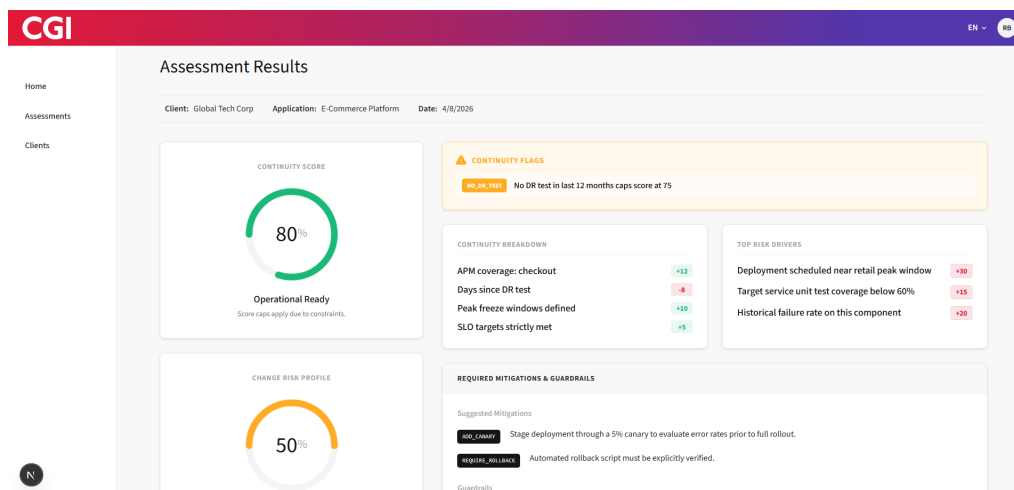 CGI
EN
RB
Home
Assessments
Clients
Assessment Results
Client: Global Tech Corp Application: E-Commerce Platform Date: 4/8/2026
CONTINUITY SCORE
80%
Operational Ready
Score caps apply due to constraints.
CONTINUITY FLAGS
NO_DR_TEST No DR test in last 12 months caps score at 75
CONTINUITY BREAKDOWN
APM coverage: checkout +12
Days since DR test -8
Peak freeze windows defined +10
SLO targets strictly met +5
TOP RISK DRIVERS
Deployment scheduled near retail peak window +30
Target service unit test coverage below 60% +15
Historical failure rate on this component +20
CHANGE RISK PROFILE
50%
REQUIRED MITIGATIONS & GUARDRAILS
Suggested Mitigations
ADD_CANARY Stage deployment through a 5% canary to evaluate error rates prior to full rollout.
REQUIRE_ROLLBACK Automated rollback script must be explicitly verified.
Guardrails
N